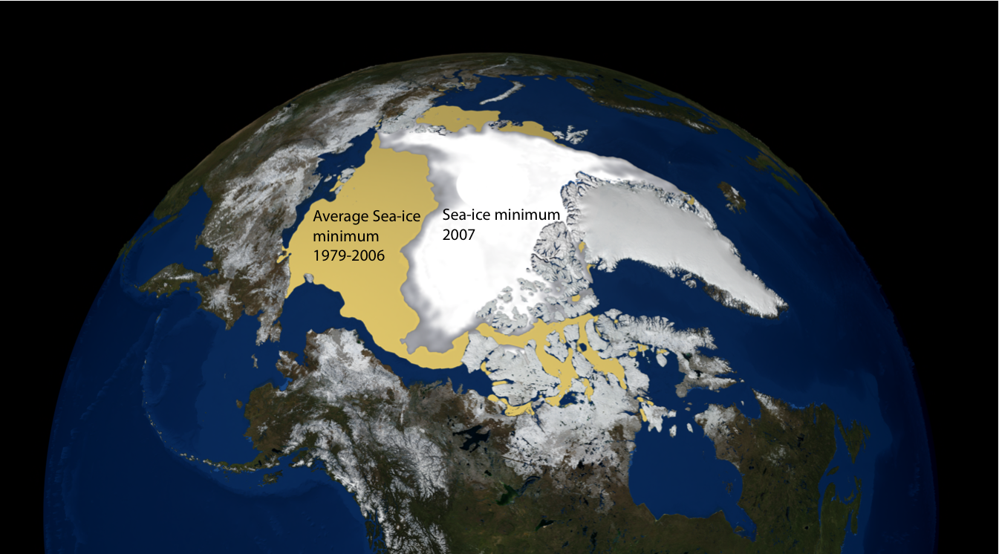 Average Sea-ice
minimum
1979-2006
Sea-ice minimum
2007